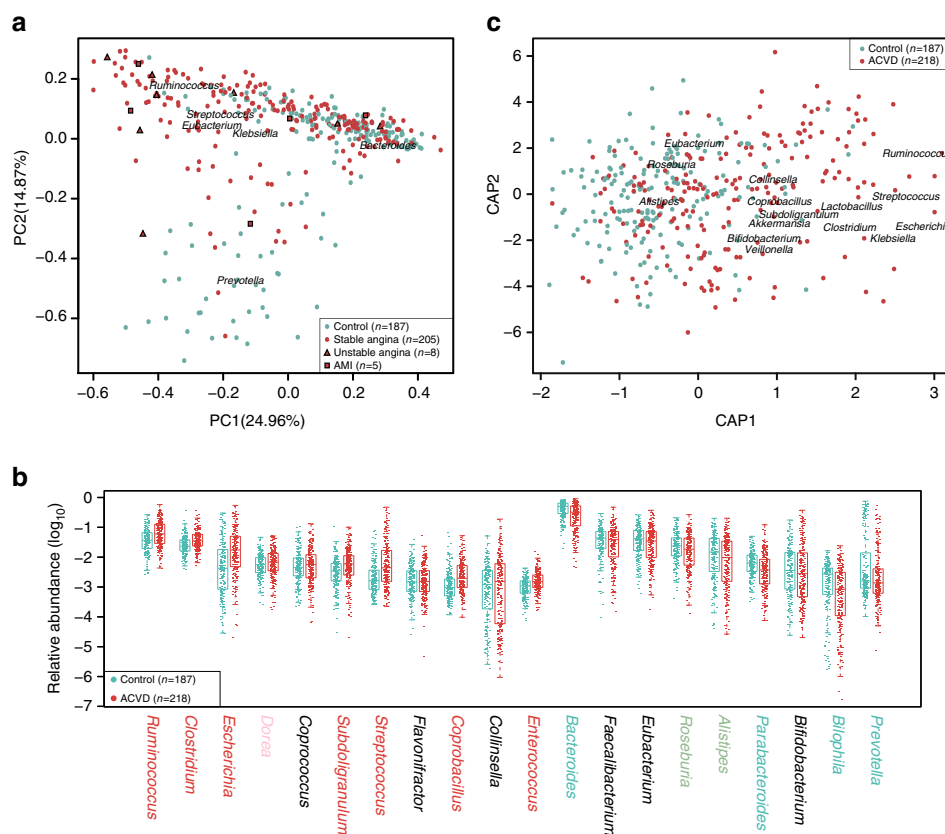 a
0.2
0.0
−0.2
−0.4
−0.6
PC2(14.87%)
Ruminococcus
Streptococcus
Eubacterium
Klebsiella
Bacteroides
Prevotella
Control (n=187)
Stable angina (n=205)
Unstable angina (n=8)
AMI (n=5)
−0.6 −0.4 −0.2 0.0 0.2 0.4
PC1(24.96%)
c
6
4
2
0
−2
−4
−6
CAP2
Control (n=187)
ACVD (n=218)
Eubacterium
Ruminococcus
Roseburia
Collinsella
Streptococcus
Alistipes
Coprobacillus
Lactobacillus
Subdoligranulum
Akkermansia
Clostridium
Escherichi
Bifidobacterium
Klebsiella
Veillonella
−2 −1 0 1 2 3
CAP1
b
0
−1
−2
−3
−4
−5
−6
−7
Relative abundance (log10)
Control (n=187)
ACVD (n=218)
Ruminococcus
Clostridium
Escherichia
Dorea
Coprococcus
Subdoligranulum
Streptococcus
Flavonifractor
Coprobacillus
Collinsella
Enterococcus
Bacteroides
Faecalibacterium
Eubacterium
Roseburia
Alistipes
Parabacteroides
Bifidobacterium
Bilophila
Prevotella